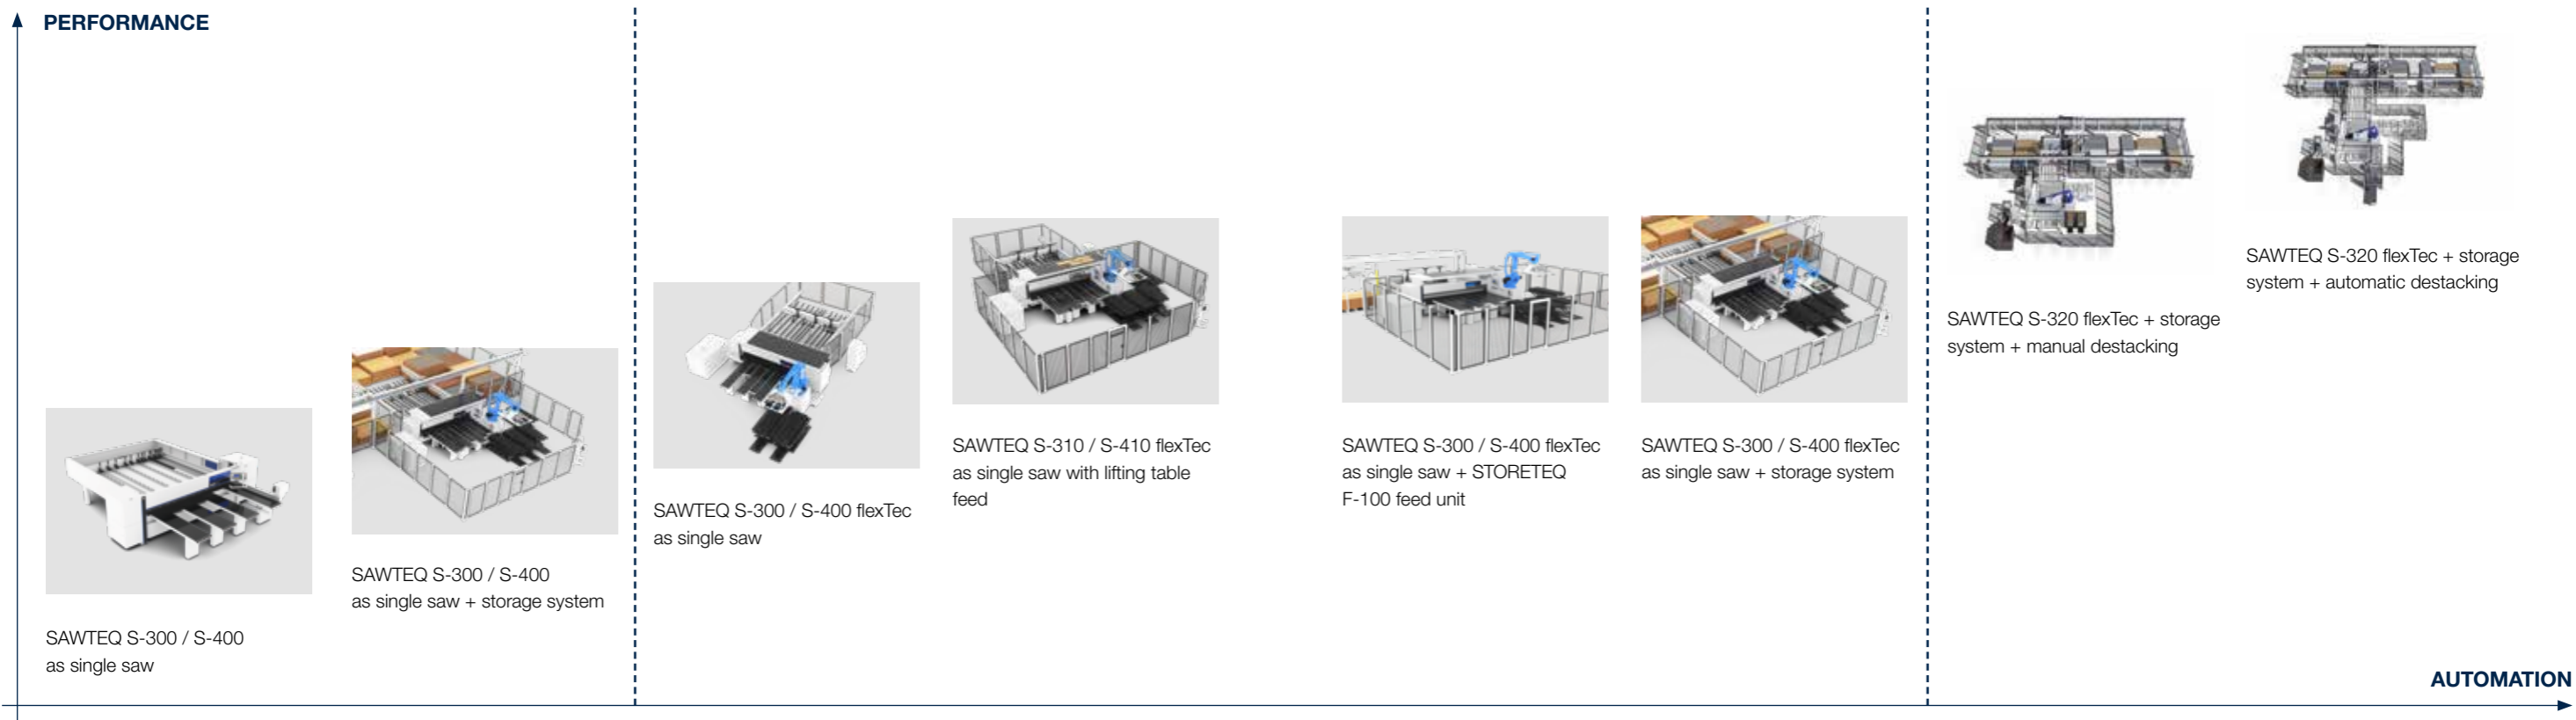 PERFORMANCE
SAWTEQ S-300 / S-400
as single saw
SAWTEQ S-300 / S-400
as single saw + storage system
SAWTEQ S-300 / S-400 flexTec
as single saw
SAWTEQ S-310 / S-410 flexTec
as single saw with lifting table
feed
SAWTEQ S-300 / S-400 flexTec
as single saw + STORETEQ
F-100 feed unit
SAWTEQ S-300 / S-400 flexTec
as single saw + storage system
SAWTEQ S-320 flexTec + storage
system + manual destacking
SAWTEQ S-320 flexTec + storage
system + automatic destacking
AUTOMATION